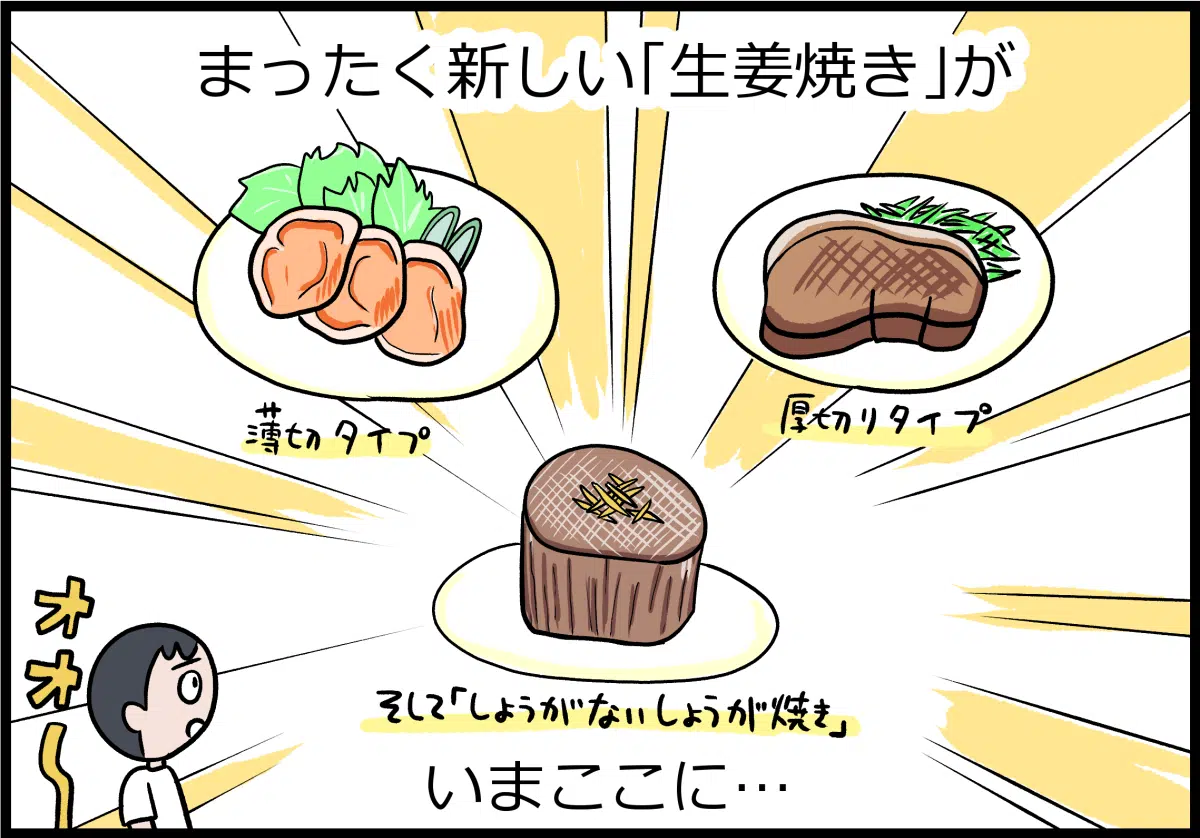 まったく新しい「生姜焼き」が
薄切タイプ
厚切りタイプ
そして「しょうがないしょうが焼き」
いまここに…
オオ〜